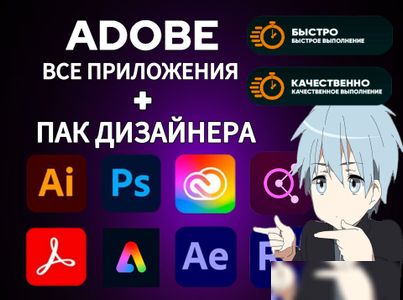 ADOBE
ВСЕ ПРИЛОЖЕНИЯ
+
ПАК ДИЗАЙНЕРА
БЫСТРО
БЫСТРОЕ ВЫПОЛНЕНИЕ
КАЧЕСТВЕННО
КАЧЕСТВЕННОЕ ВЫПОЛНЕНИЕ
Ai
Ps
Ae